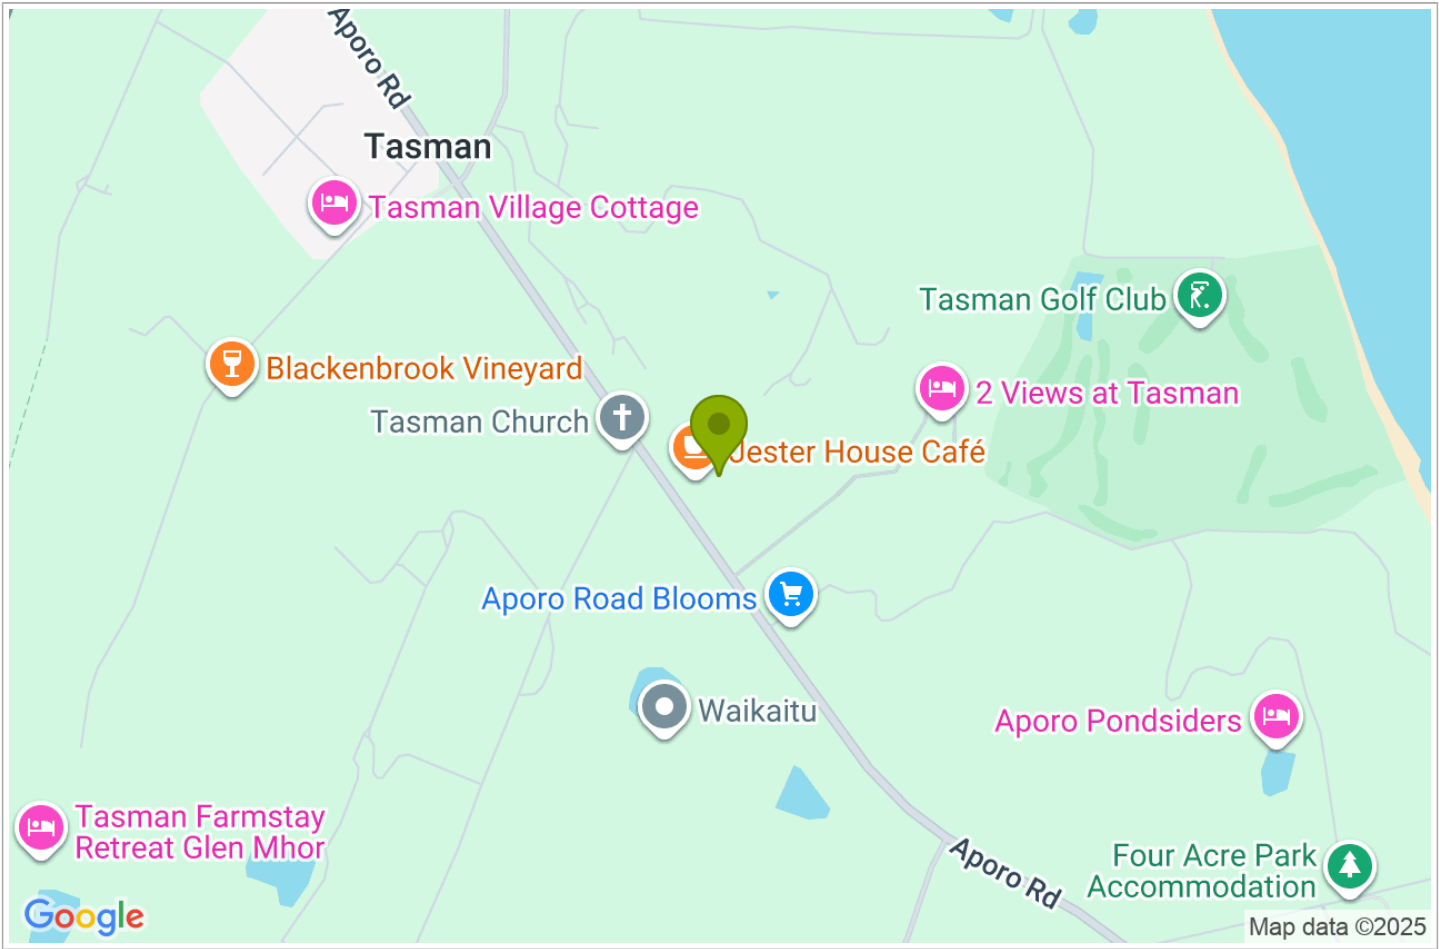 Aporo Rd
Tasman
Tasman Village Cottage
Tasman Golf Club
Blackenbrook Vineyard
2 Views at Tasman
Tasman Church
Jester House Café
Aporo Road Blooms
Waikaitu
Aporo Pondsiders
Tasman Farmstay
Retreat Glen Mhor
Aporo Rd
Four Acre Park
Accommodation
Google
Map data ©2025